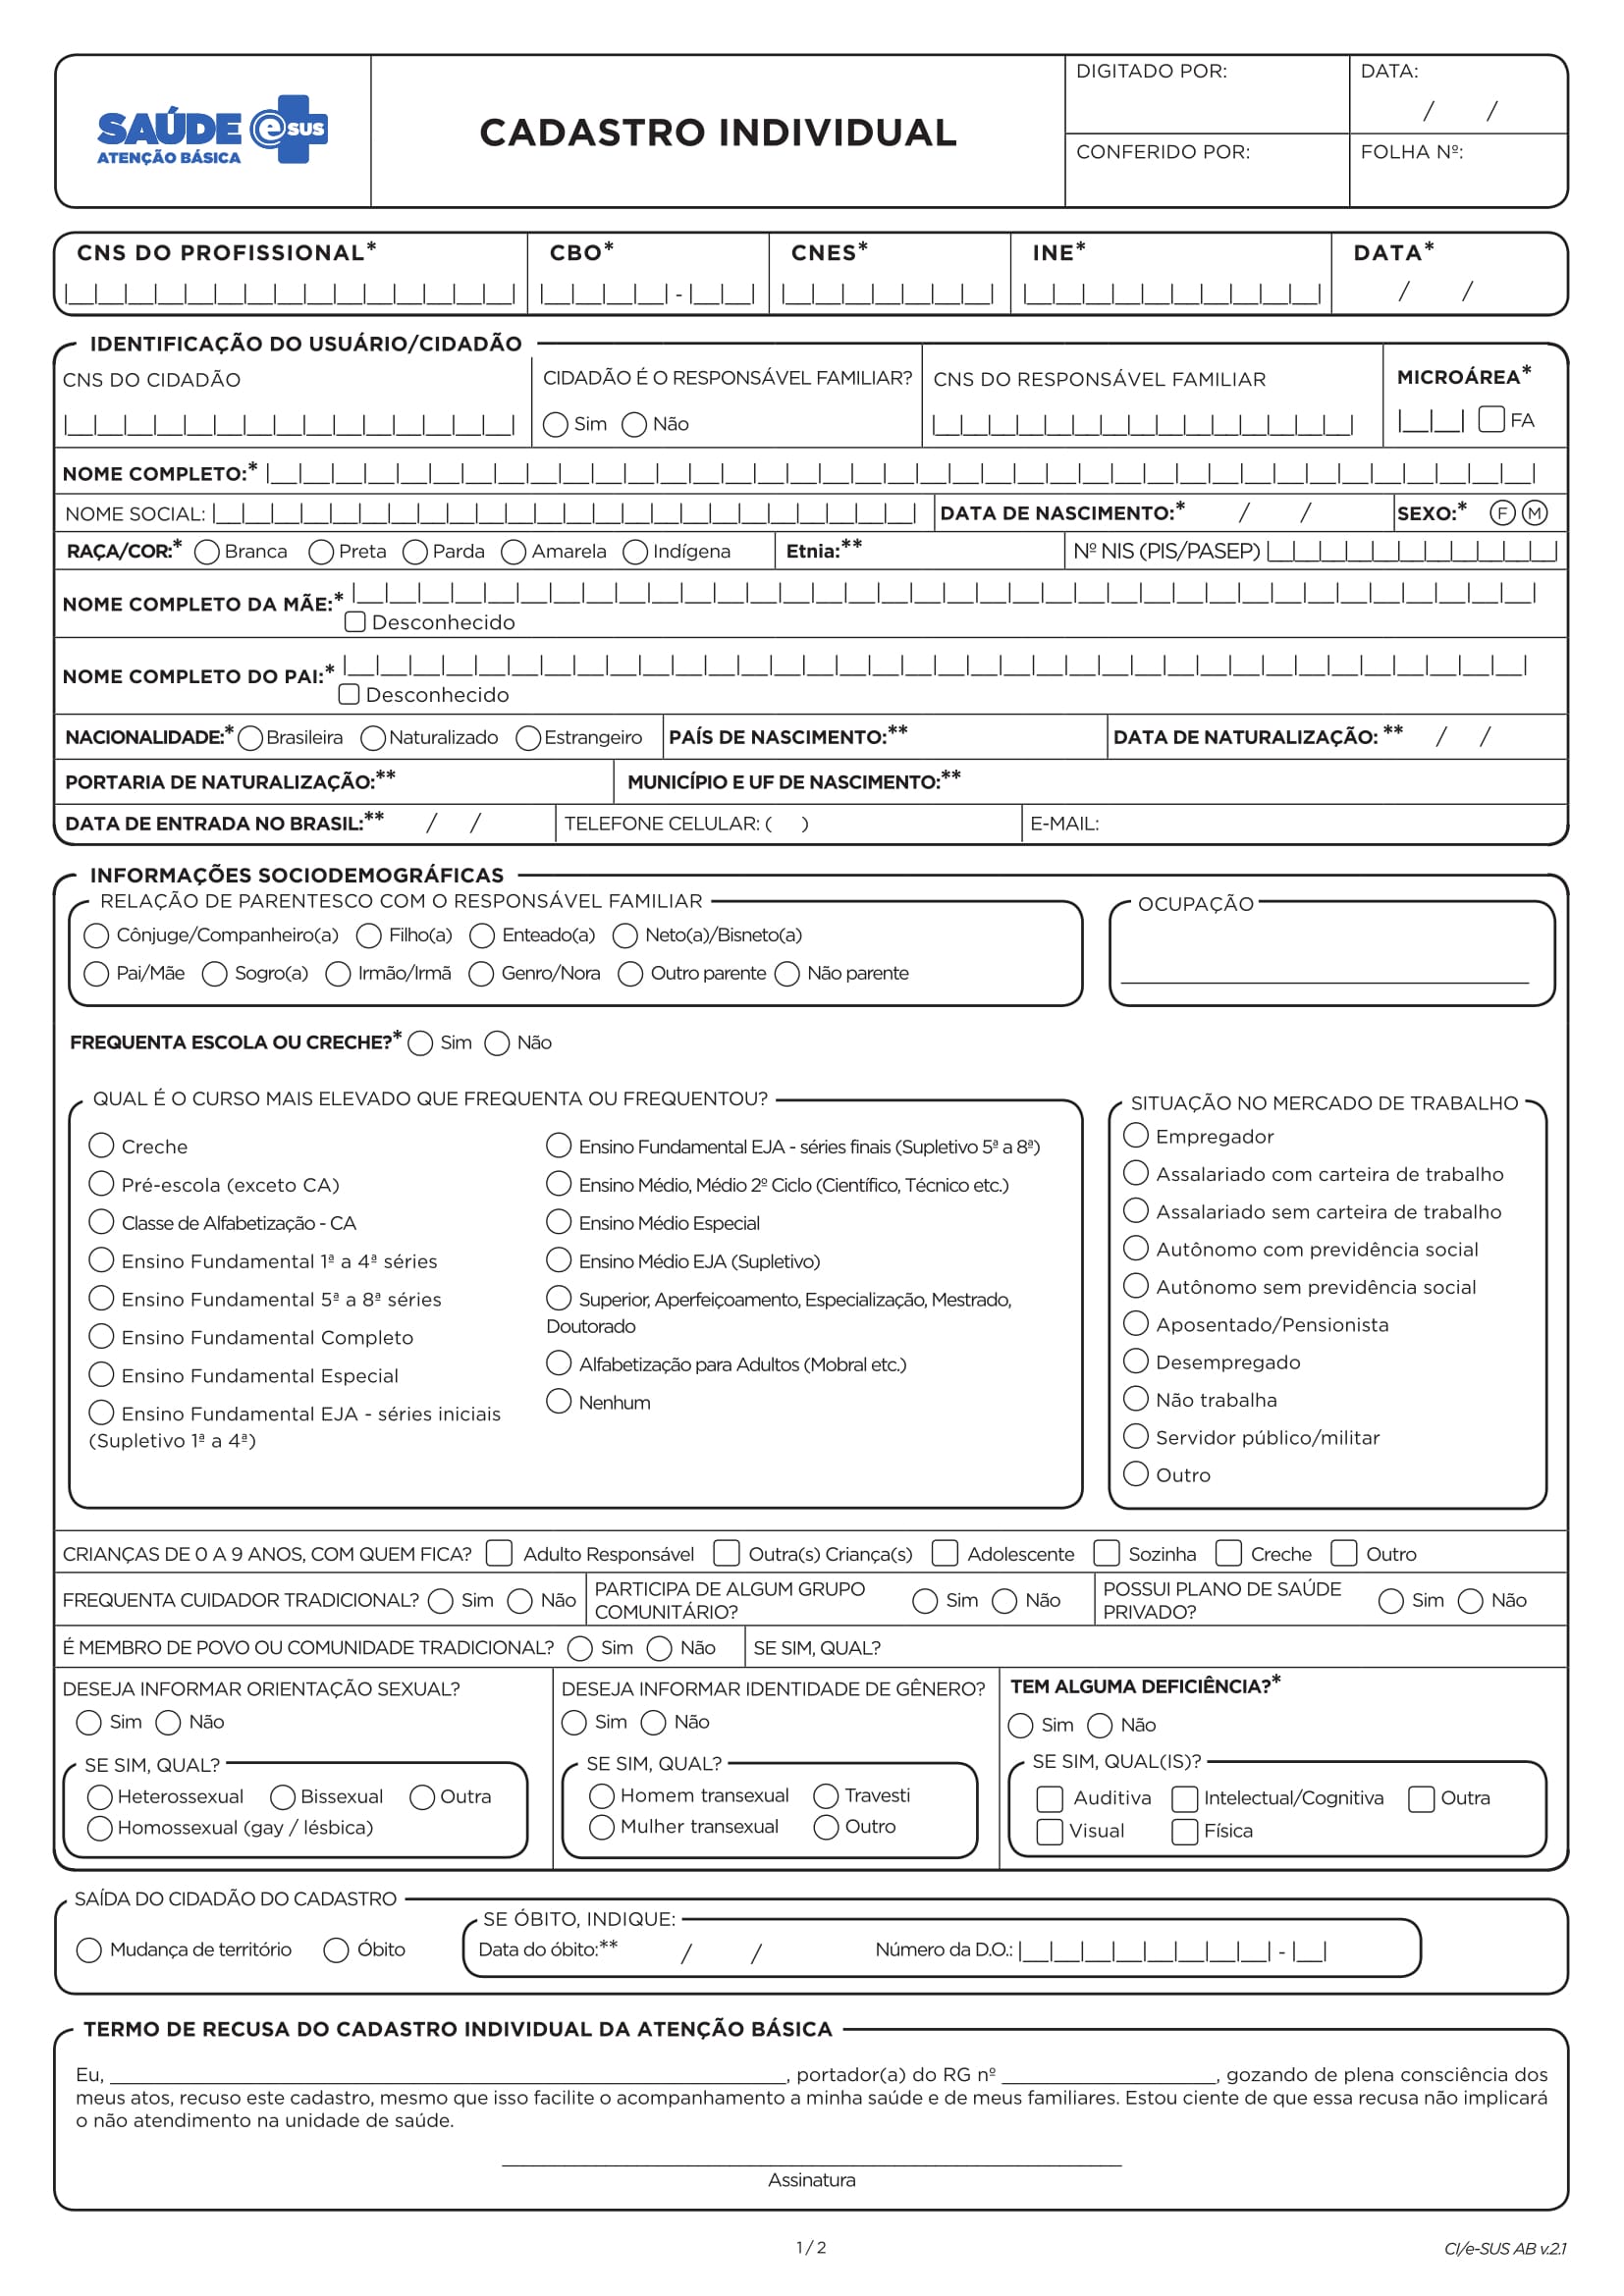 SAÚDE e SUS
ATENÇÃO BÁSICA
CADASTRO INDIVIDUAL
DIGITADO POR:
DATA:
/ /
CONFERIDO POR:
FOLHA Nº:
CNS DO PROFISSIONAL* CBO* CNES* INE* DATA*
- / /
IDENTIFICAÇÃO DO USUÁRIO/CIDADÃO
CNS DO CIDADÃO CIDADÃO É O RESPONSÁVEL FAMILIAR? CNS DO RESPONSÁVEL FAMILIAR MICROÁREA*
Sim Não FA
NOME COMPLETO:*
NOME SOCIAL: DATA DE NASCIMENTO:* / / SEXO:* F M
RAÇA/COR:* Branca Preta Parda Amarela Indígena Etnia:** Nº NIS (PIS/PASEP)
NOME COMPLETO DA MÃE:*
Desconhecido
NOME COMPLETO DO PAI:*
Desconhecido
NACIONALIDADE:* Brasileira Naturalizado Estrangeiro PAÍS DE NASCIMENTO:** DATA DE NATURALIZAÇÃO: ** / /
PORTARIA DE NATURALIZAÇÃO:** MUNICÍPIO E UF DE NASCIMENTO:**
DATA DE ENTRADA NO BRASIL:** / / TELEFONE CELULAR: ( ) E-MAIL:
INFORMAÇÕES SOCIODEMOGRÁFICAS
RELAÇÃO DE PARENTESCO COM O RESPONSÁVEL FAMILIAR
Cônjuge/Companheiro(a) Filho(a) Enteado(a) Neto(a)/Bisneto(a)
Pai/Mãe Sogro(a) Irmão/Irmã Genro/Nora Outro parente Não parente
OCUPAÇÃO
FREQUENTA ESCOLA OU CRECHE?* Sim Não
QUAL É O CURSO MAIS ELEVADO QUE FREQUENTA OU FREQUENTOU?
Creche
Pré-escola (exceto CA)
Classe de Alfabetização - CA
Ensino Fundamental 1ª a 4ª séries
Ensino Fundamental 5ª a 8ª séries
Ensino Fundamental Completo
Ensino Fundamental Especial
Ensino Fundamental EJA - séries iniciais
(Supletivo 1ª a 4ª)
Ensino Fundamental EJA - séries finais (Supletivo 5ª a 8ª)
Ensino Médio, Médio 2º Ciclo (Científico, Técnico etc.)
Ensino Médio Especial
Ensino Médio EJA (Supletivo)
Superior, Aperfeiçoamento, Especialização, Mestrado,
Doutorado
Alfabetização para Adultos (Mobral etc.)
Nenhum
SITUAÇÃO NO MERCADO DE TRABALHO
Empregador
Assalariado com carteira de trabalho
Assalariado sem carteira de trabalho
Autônomo com previdência social
Autônomo sem previdência social
Aposentado/Pensionista
Desempregado
Não trabalha
Servidor público/militar
Outro
CRIANÇAS DE 0 A 9 ANOS, COM QUEM FICA? Adulto Responsável Outra(s) Criança(s) Adolescente Sozinha Creche Outro
FREQUENTA CUIDADOR TRADICIONAL? Sim Não
PARTICIPA DE ALGUM GRUPO
COMUNITÁRIO? Sim Não
POSSUI PLANO DE SAÚDE
PRIVADO? Sim Não
É MEMBRO DE POVO OU COMUNIDADE TRADICIONAL? Sim Não SE SIM, QUAL?
DESEJA INFORMAR ORIENTAÇÃO SEXUAL?
Sim Não
SE SIM, QUAL?
Heterossexual Bissexual Outra
Homossexual (gay / lésbica)
DESEJA INFORMAR IDENTIDADE DE GÊNERO?
Sim Não
SE SIM, QUAL?
Homem transexual Travesti
Mulher transexual Outro
TEM ALGUMA DEFICIÊNCIA?*
Sim Não
SE SIM, QUAL(IS)?
Auditiva Intelectual/Cognitiva Outra
Visual Física
SAÍDA DO CIDADÃO DO CADASTRO
Mudança de território Óbito
SE ÓBITO, INDIQUE:
Data do óbito:** / / Número da D.O.: -
TERMO DE RECUSA DO CADASTRO INDIVIDUAL DA ATENÇÃO BÁSICA
Eu, ____, portador(a) do RG nº ____, gozando de plena consciência dos
meus atos, recuso este cadastro, mesmo que isso facilite o acompanhamento a minha saúde e de meus familiares. Estou ciente de que essa recusa não implicará
o não atendimento na unidade de saúde.
Assinatura
1 / 2
CI/e-SUS AB v.2.1